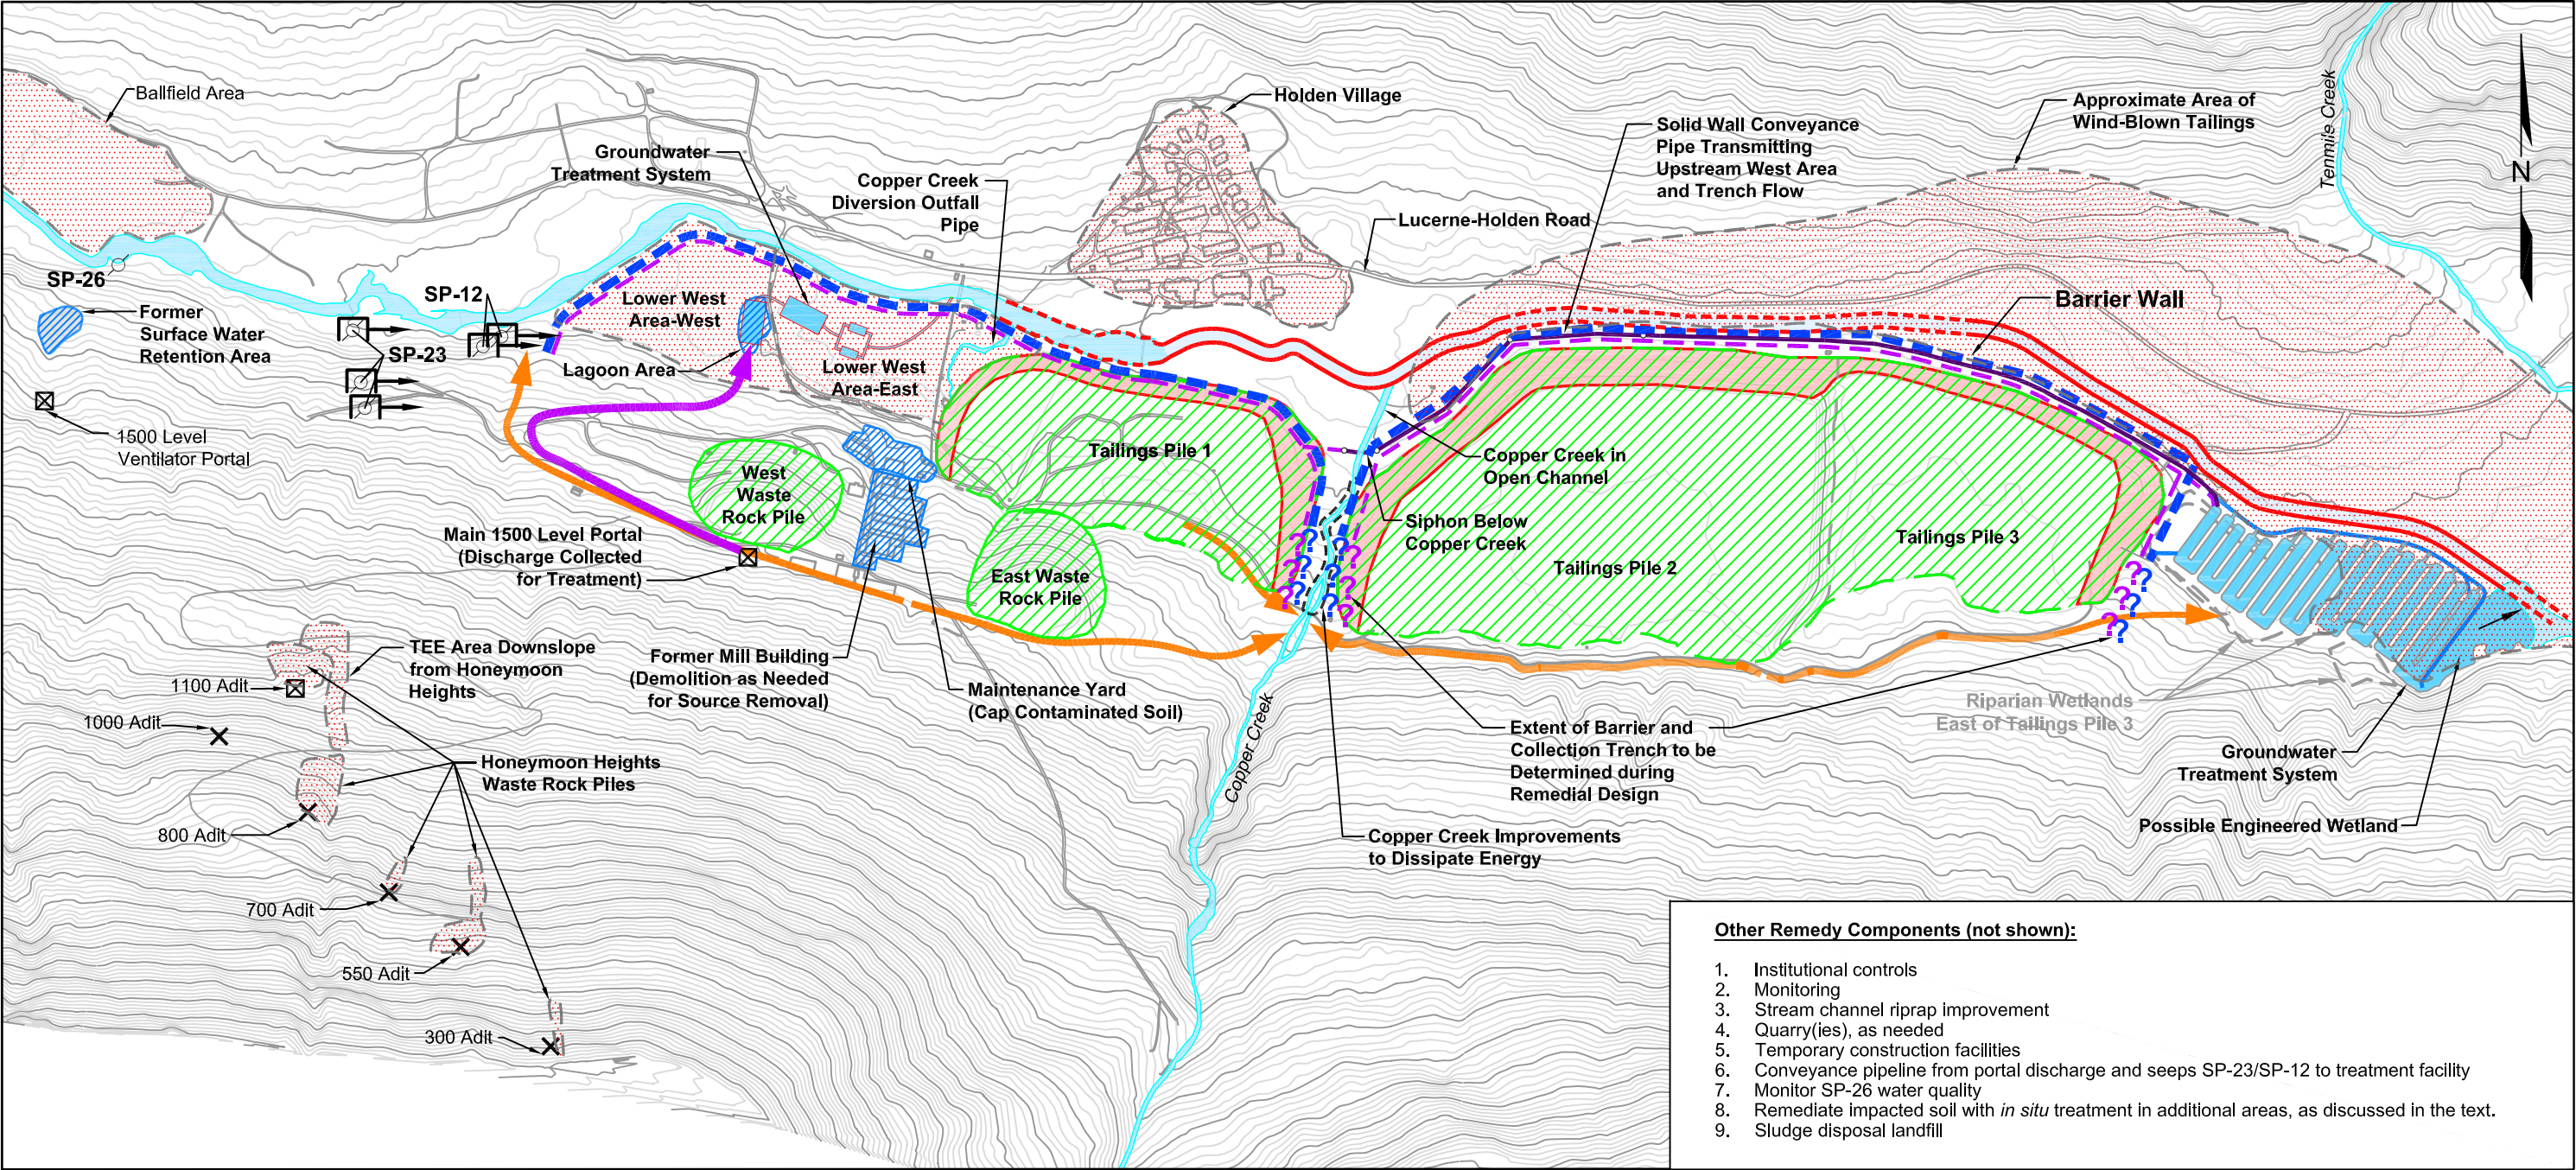 Ballfield Area
Holden Village
Approximate Area of
Wind-Blown Tailings
Tenmile Creek
N
Solid Wall Conveyance
Pipe Transmitting
Upstream West Area
and Trench Flow
Groundwater
Treatment System
Copper Creek
Diversion Outfall
Pipe
Lucerne-Holden Road
SP-26
SP-12
Former
Surface Water
Retention Area
SP-23
Lower West
Area-West
Lagoon Area
Lower West
Area-East
Barrier Wall
1500 Level
Ventilator Portal
Tailings Pile 1
West
Waste
Rock Pile
Copper Creek in
Open Channel
Siphon Below
Copper Creek
Main 1500 Level Portal
(Discharge Collected
for Treatment)
Tailings Pile 3
Tailings Pile 2
East Waste
Rock Pile
? ? ? ? ? ?
? ? ? ? ? ?
? ? ? ? ? ?
TEE Area Downslope
from Honeymoon
Heights
1100 Adit
Former Mill Building
(Demolition as Needed
for Source Removal)
Maintenance Yard
(Cap Contaminated Soil)
Copper Creek
1000 Adit
Riparian Wetlands
East of Tailings Pile 3
Extent of Barrier and
Collection Trench to be
Determined during
Remedial Design
Groundwater
Treatment System
Honeymoon Heights
Waste Rock Piles
800 Adit
Possible Engineered Wetland
Copper Creek Improvements
to Dissipate Energy
700 Adit
550 Adit
300 Adit
Other Remedy Components (not shown):
1. Institutional controls
2. Monitoring
3. Stream channel riprap improvement
4. Quarry(ies), as needed
5. Temporary construction facilities
6. Conveyance pipeline from portal discharge and seeps SP-23/SP-12 to treatment facility
7. Monitor SP-26 water quality
8. Remediate impacted soil with in situ treatment in additional areas, as discussed in the text.
9. Sludge disposal landfill